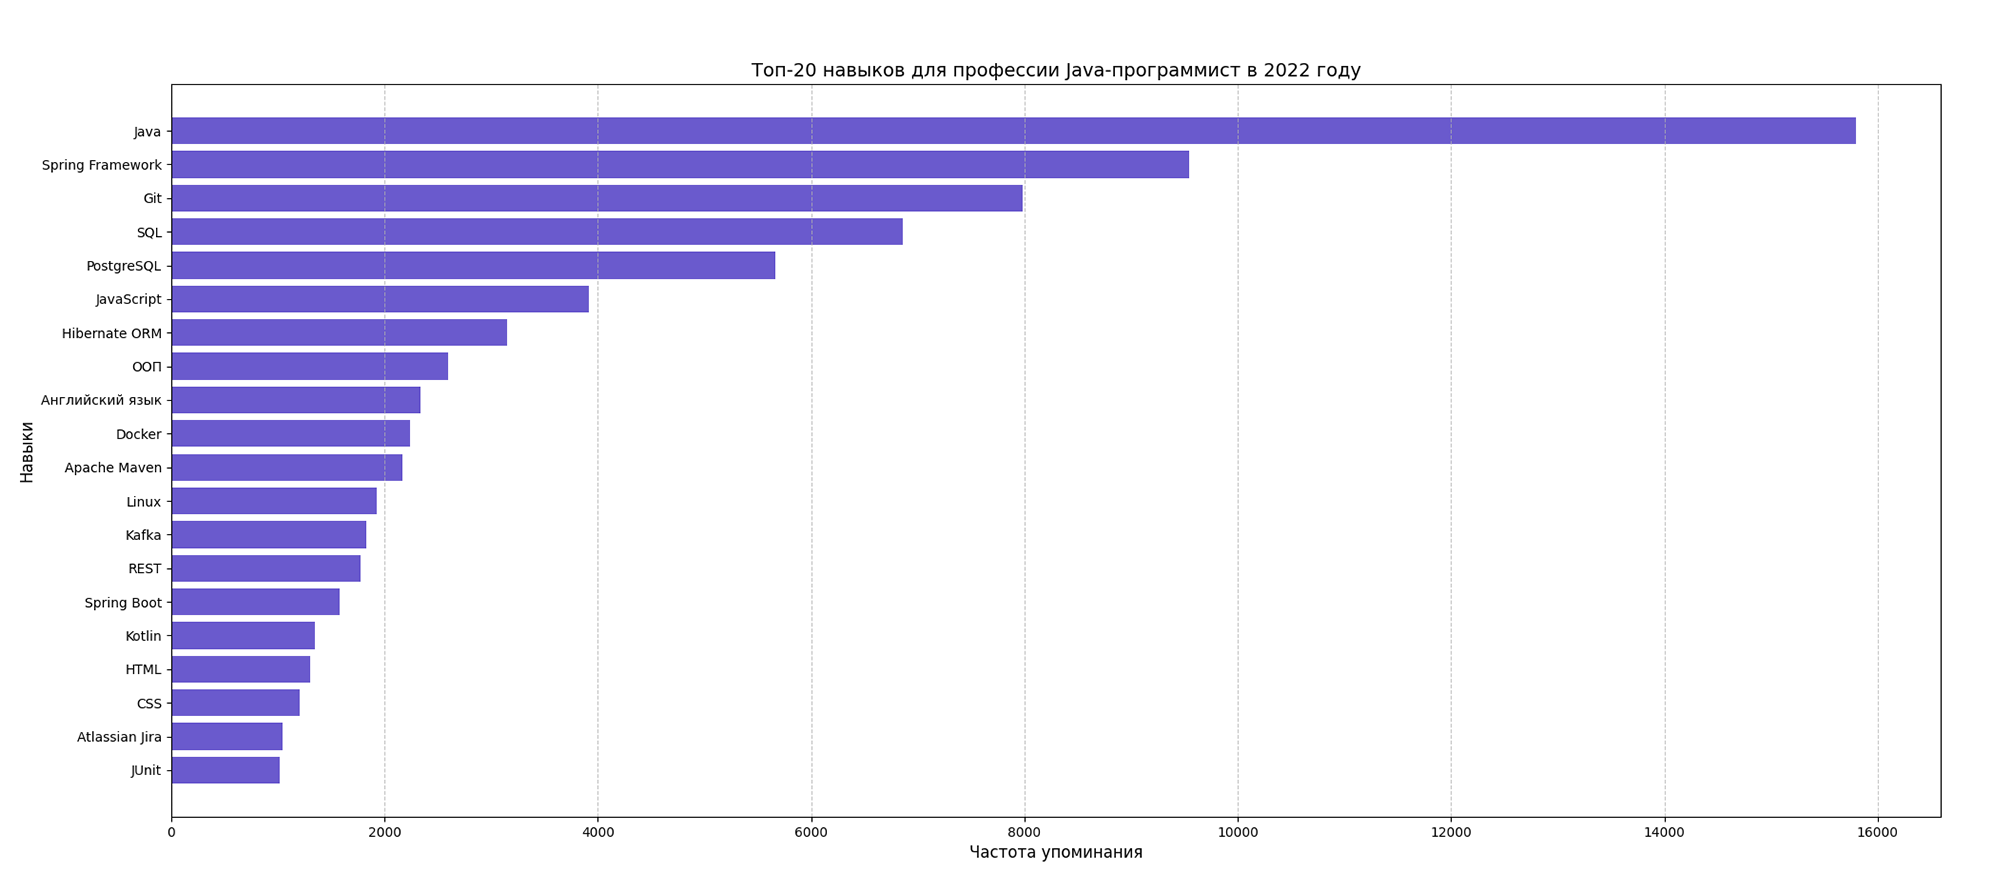 Топ-20 навыков для профессии Java-программист в 2022 году
Навыки
Java
Spring Framework
Git
SQL
PostgreSQL
JavaScript
Hibernate ORM
ООП
Английский язык
Docker
Apache Maven
Linux
Kafka
REST
Spring Boot
Kotlin
HTML
CSS
Atlassian Jira
JUnit
0 2000 4000 6000 8000 10000 12000 14000 16000
Частота упоминания